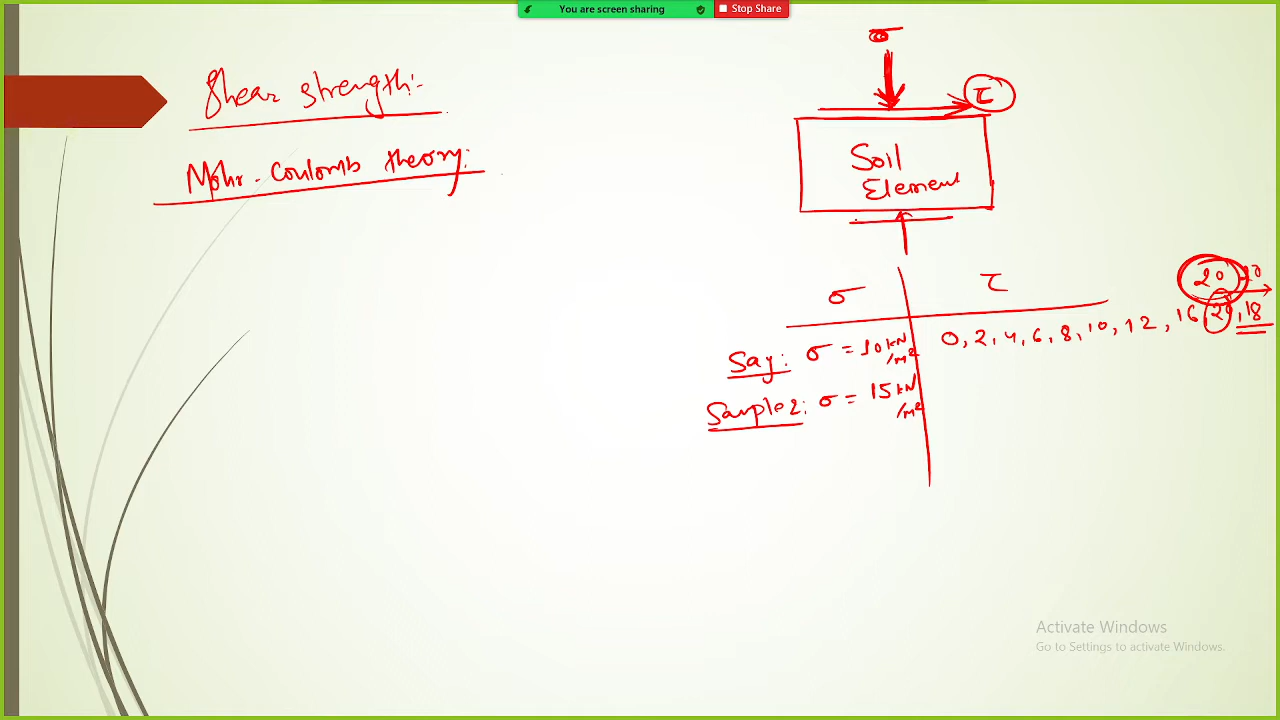 You are screen sharing Stop Share
Shear strength:-
Mohr-Coulomb theory:
σ
τ
Soil
Element
σ τ
20
Say: σ = 10 kN/m² 0, 2, 4, 6, 8, 10, 12, 16, 20, 18
Sample 2: σ = 15 kN/m²
Activate Windows
Go to Settings to activate Windows.